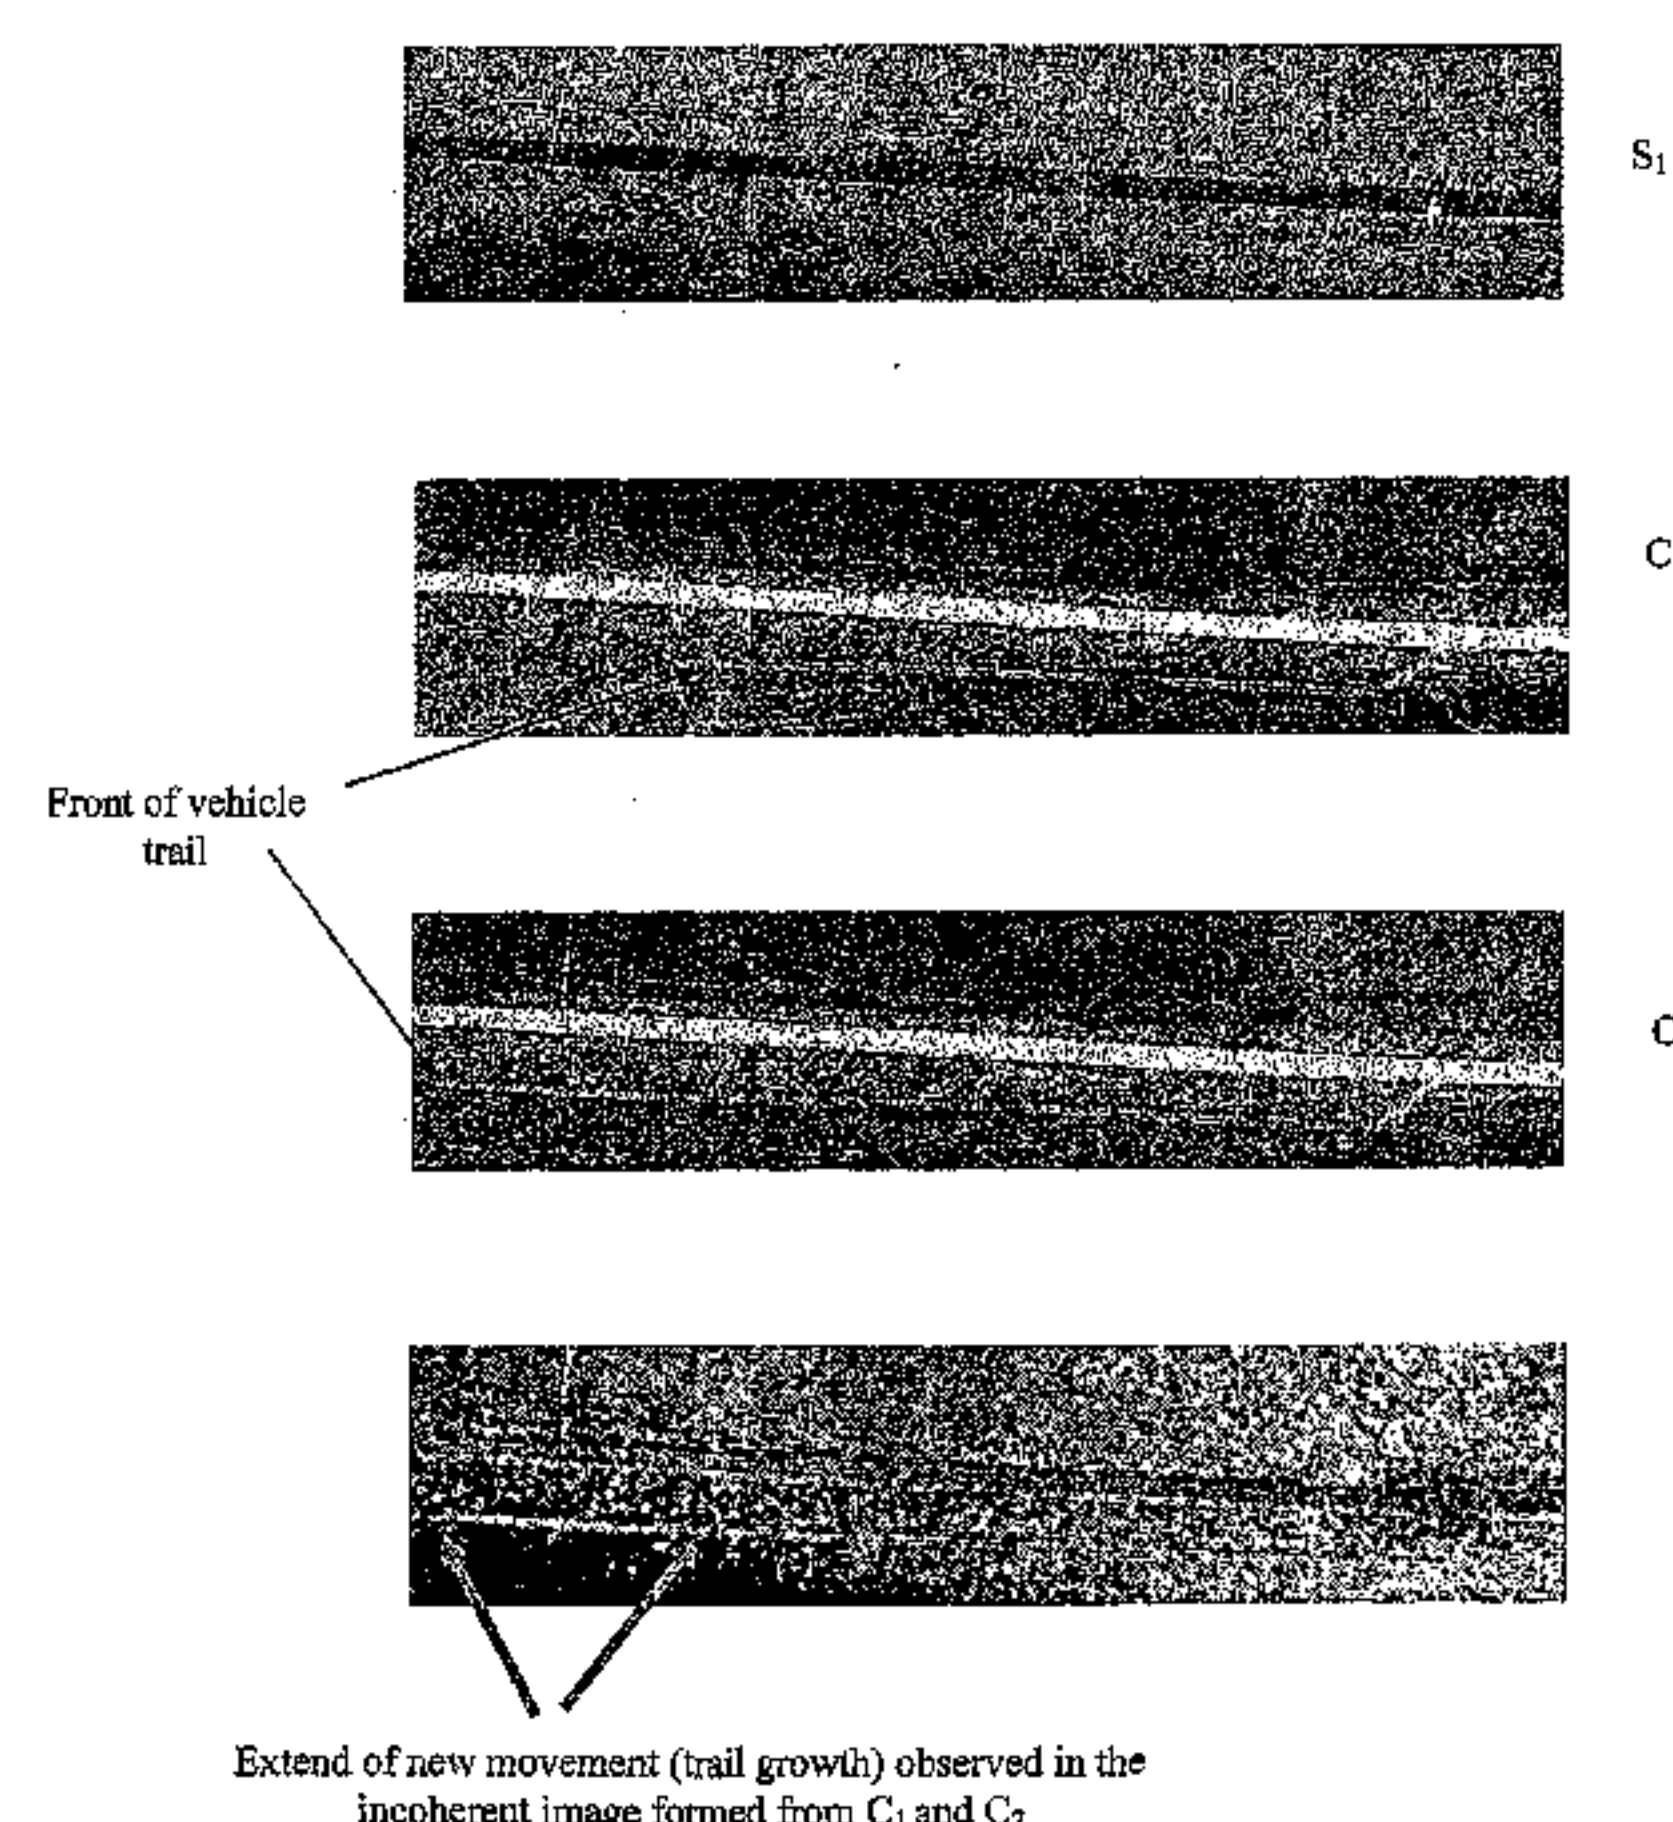 S₁
C
Front of vehicle
trail
C
Extend of new movement (trail growth) observed in the
incoherent image formed from C₁ and C₂